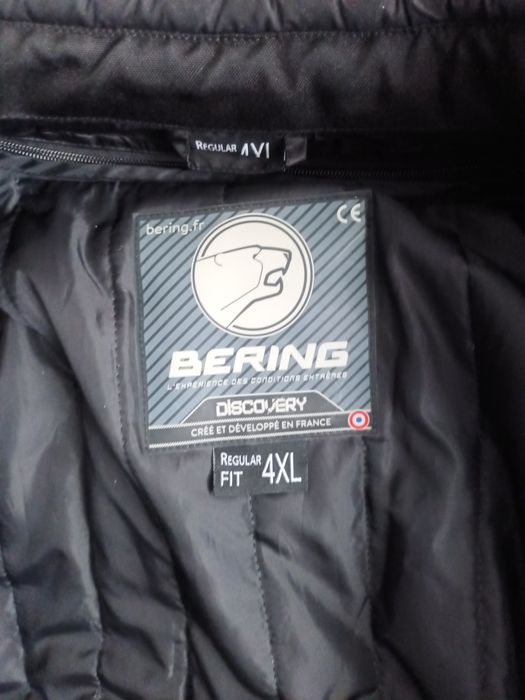 REGULAR 4XL
bering.fr
CE
BERING
L'EXPÉRIENCE DES CONDITIONS EXTRÊMES
DISCOVERY
CRÉÉ ET DÉVELOPPÉ EN FRANCE
REGULAR
FIT 4XL